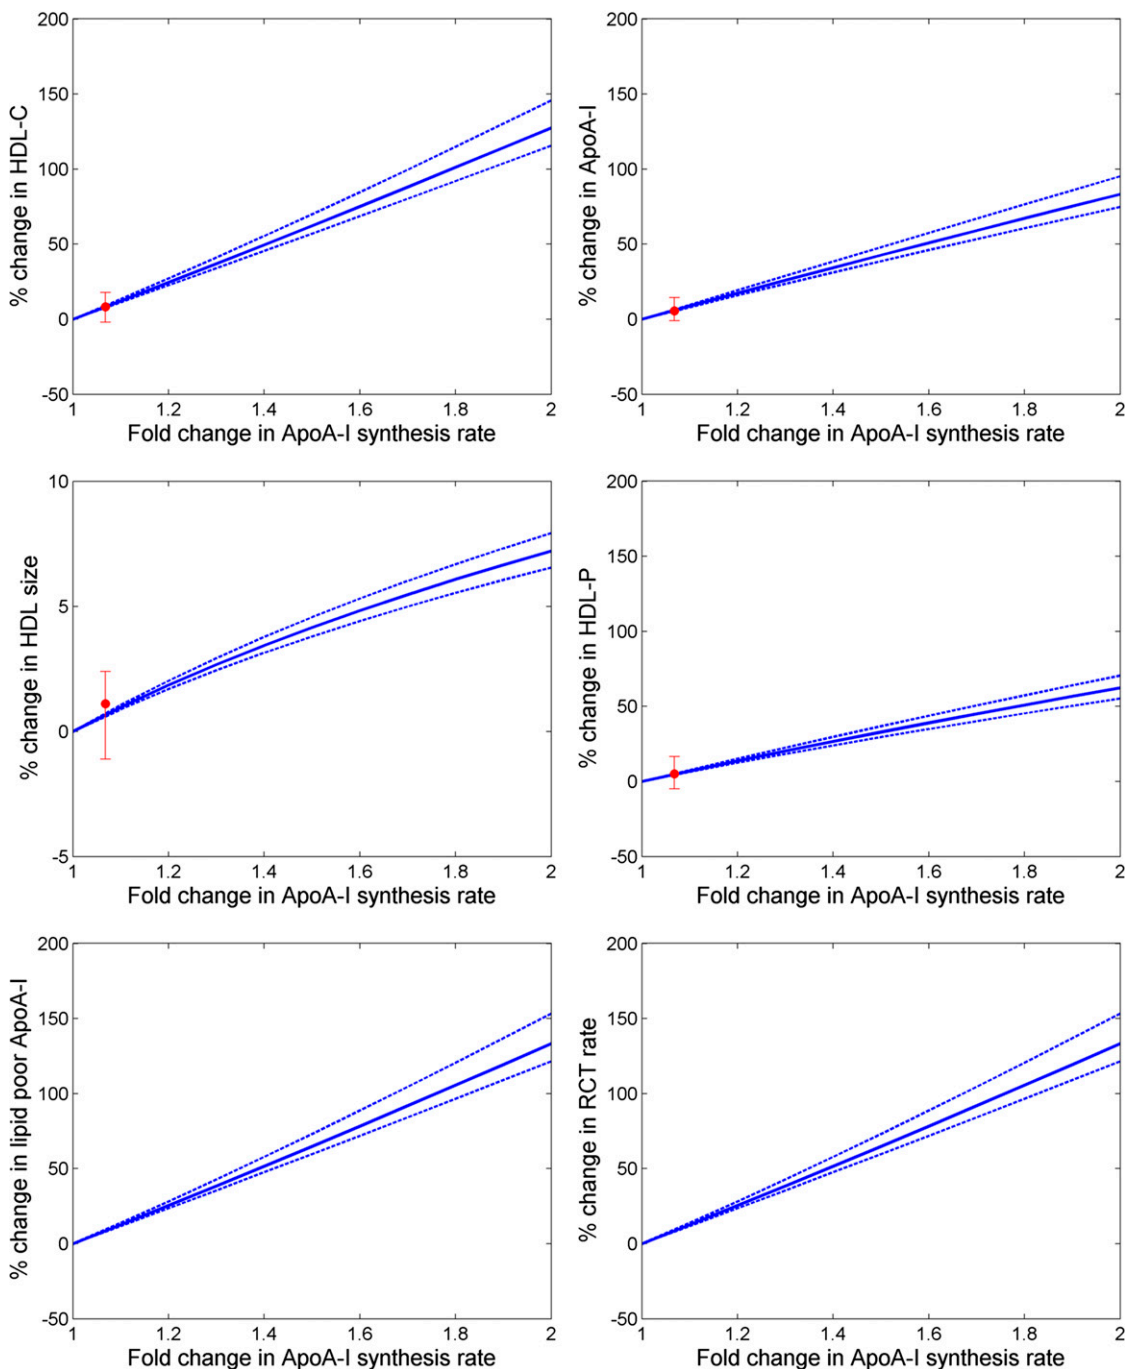 200
150
100
50
0
-50
% change in HDL-C
1 1.2 1.4 1.6 1.8 2
Fold change in ApoA-I synthesis rate
200
150
100
50
0
-50
% change in ApoA-I
1 1.2 1.4 1.6 1.8 2
Fold change in ApoA-I synthesis rate
10
5
0
-5
% change in HDL size
1 1.2 1.4 1.6 1.8 2
Fold change in ApoA-I synthesis rate
200
150
100
50
0
-50
% change in HDL-P
1 1.2 1.4 1.6 1.8 2
Fold change in ApoA-I synthesis rate
200
150
100
50
0
-50
% change in lipid poor ApoA-I
1 1.2 1.4 1.6 1.8 2
Fold change in ApoA-I synthesis rate
200
150
100
50
0
-50
% change in RCT rate
1 1.2 1.4 1.6 1.8 2
Fold change in ApoA-I synthesis rate